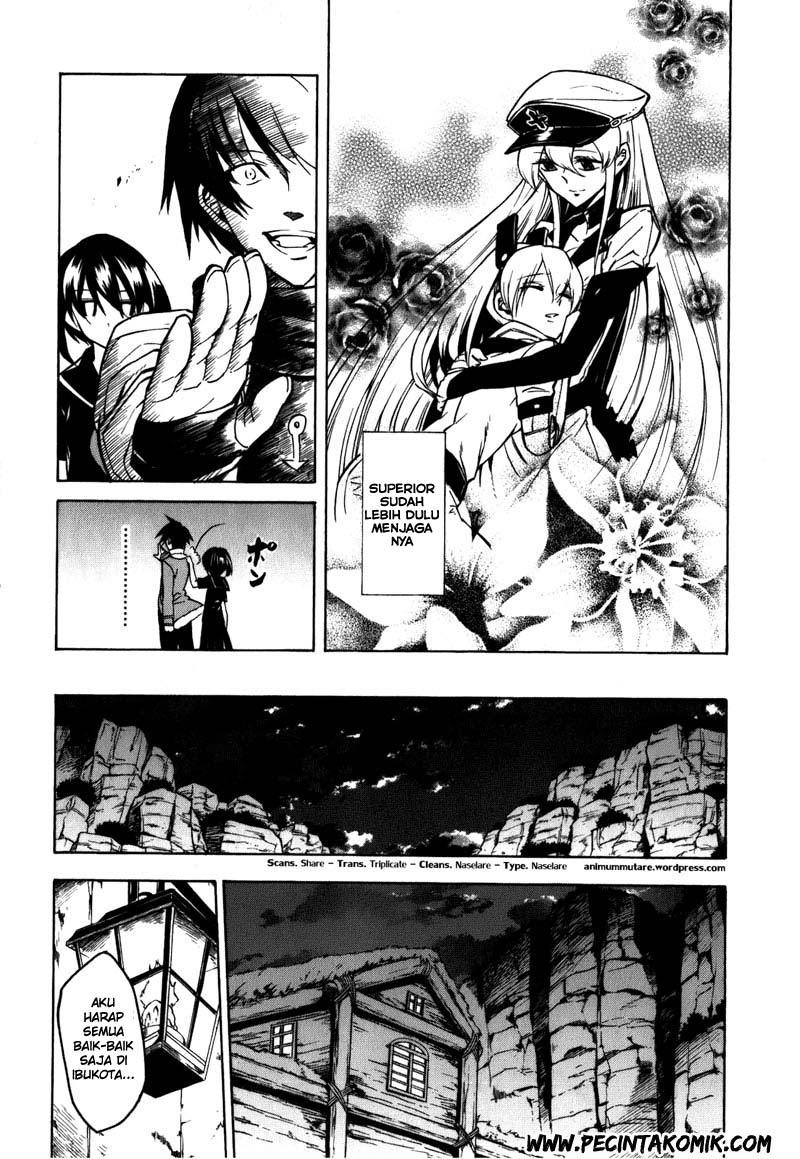 SUPERIOR
SUDAH
LEBIH DULU
MENJAGA
NYA
………
ポン
Scans. Share – Trans. Triplicate – Cleans. Naselare – Type. Naselare animummutare.wordpress.com
AKU
HARAP
SEMUA
BAIK-BAIK
SAJA DI
IBUKOTA...
WWW.PECINTAKOMIK.COM